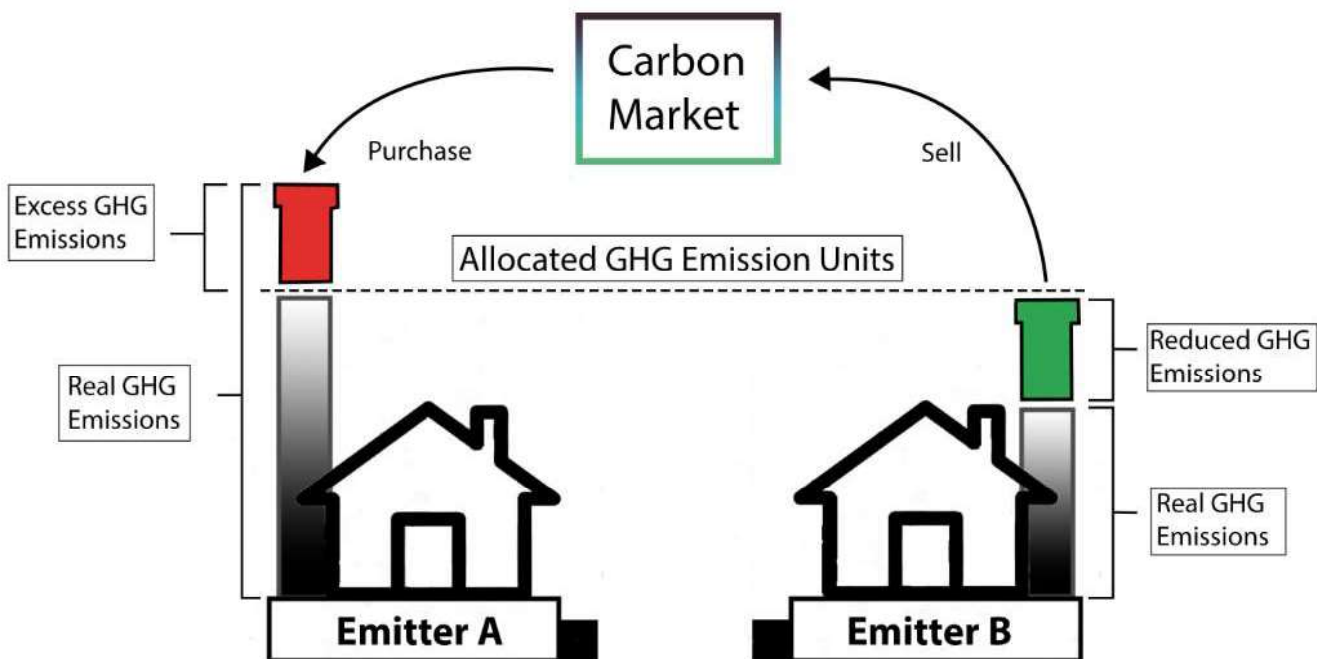 Carbon
Market
Purchase
Sell
Excess GHG
Emissions
Allocated GHG Emission Units
Reduced GHG
Emissions
Real GHG
Emissions
Real GHG
Emissions
Emitter A
Emitter B